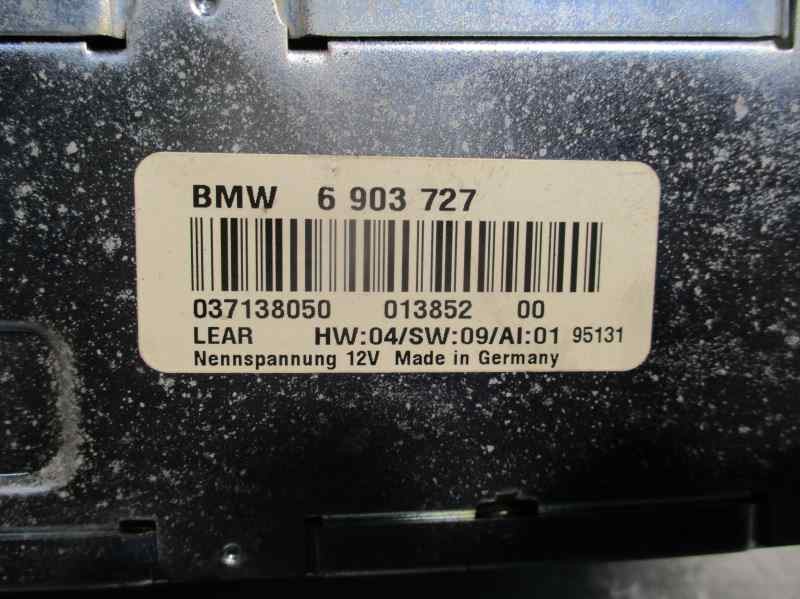 BMW 6 903 727
037138050 013852 00
LEAR HW:04/SW:09/AI:01 95131
Nennspannung 12V Made in Germany